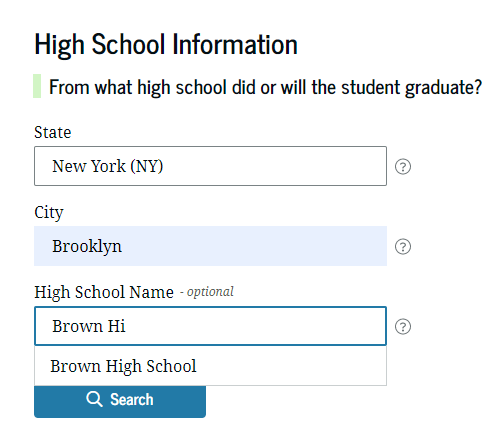 High School Information
From what high school did or will the student graduate?
State
New York (NY)
?
City
Brooklyn
?
High School Name - optional
Brown Hi
?
Brown High School
Search